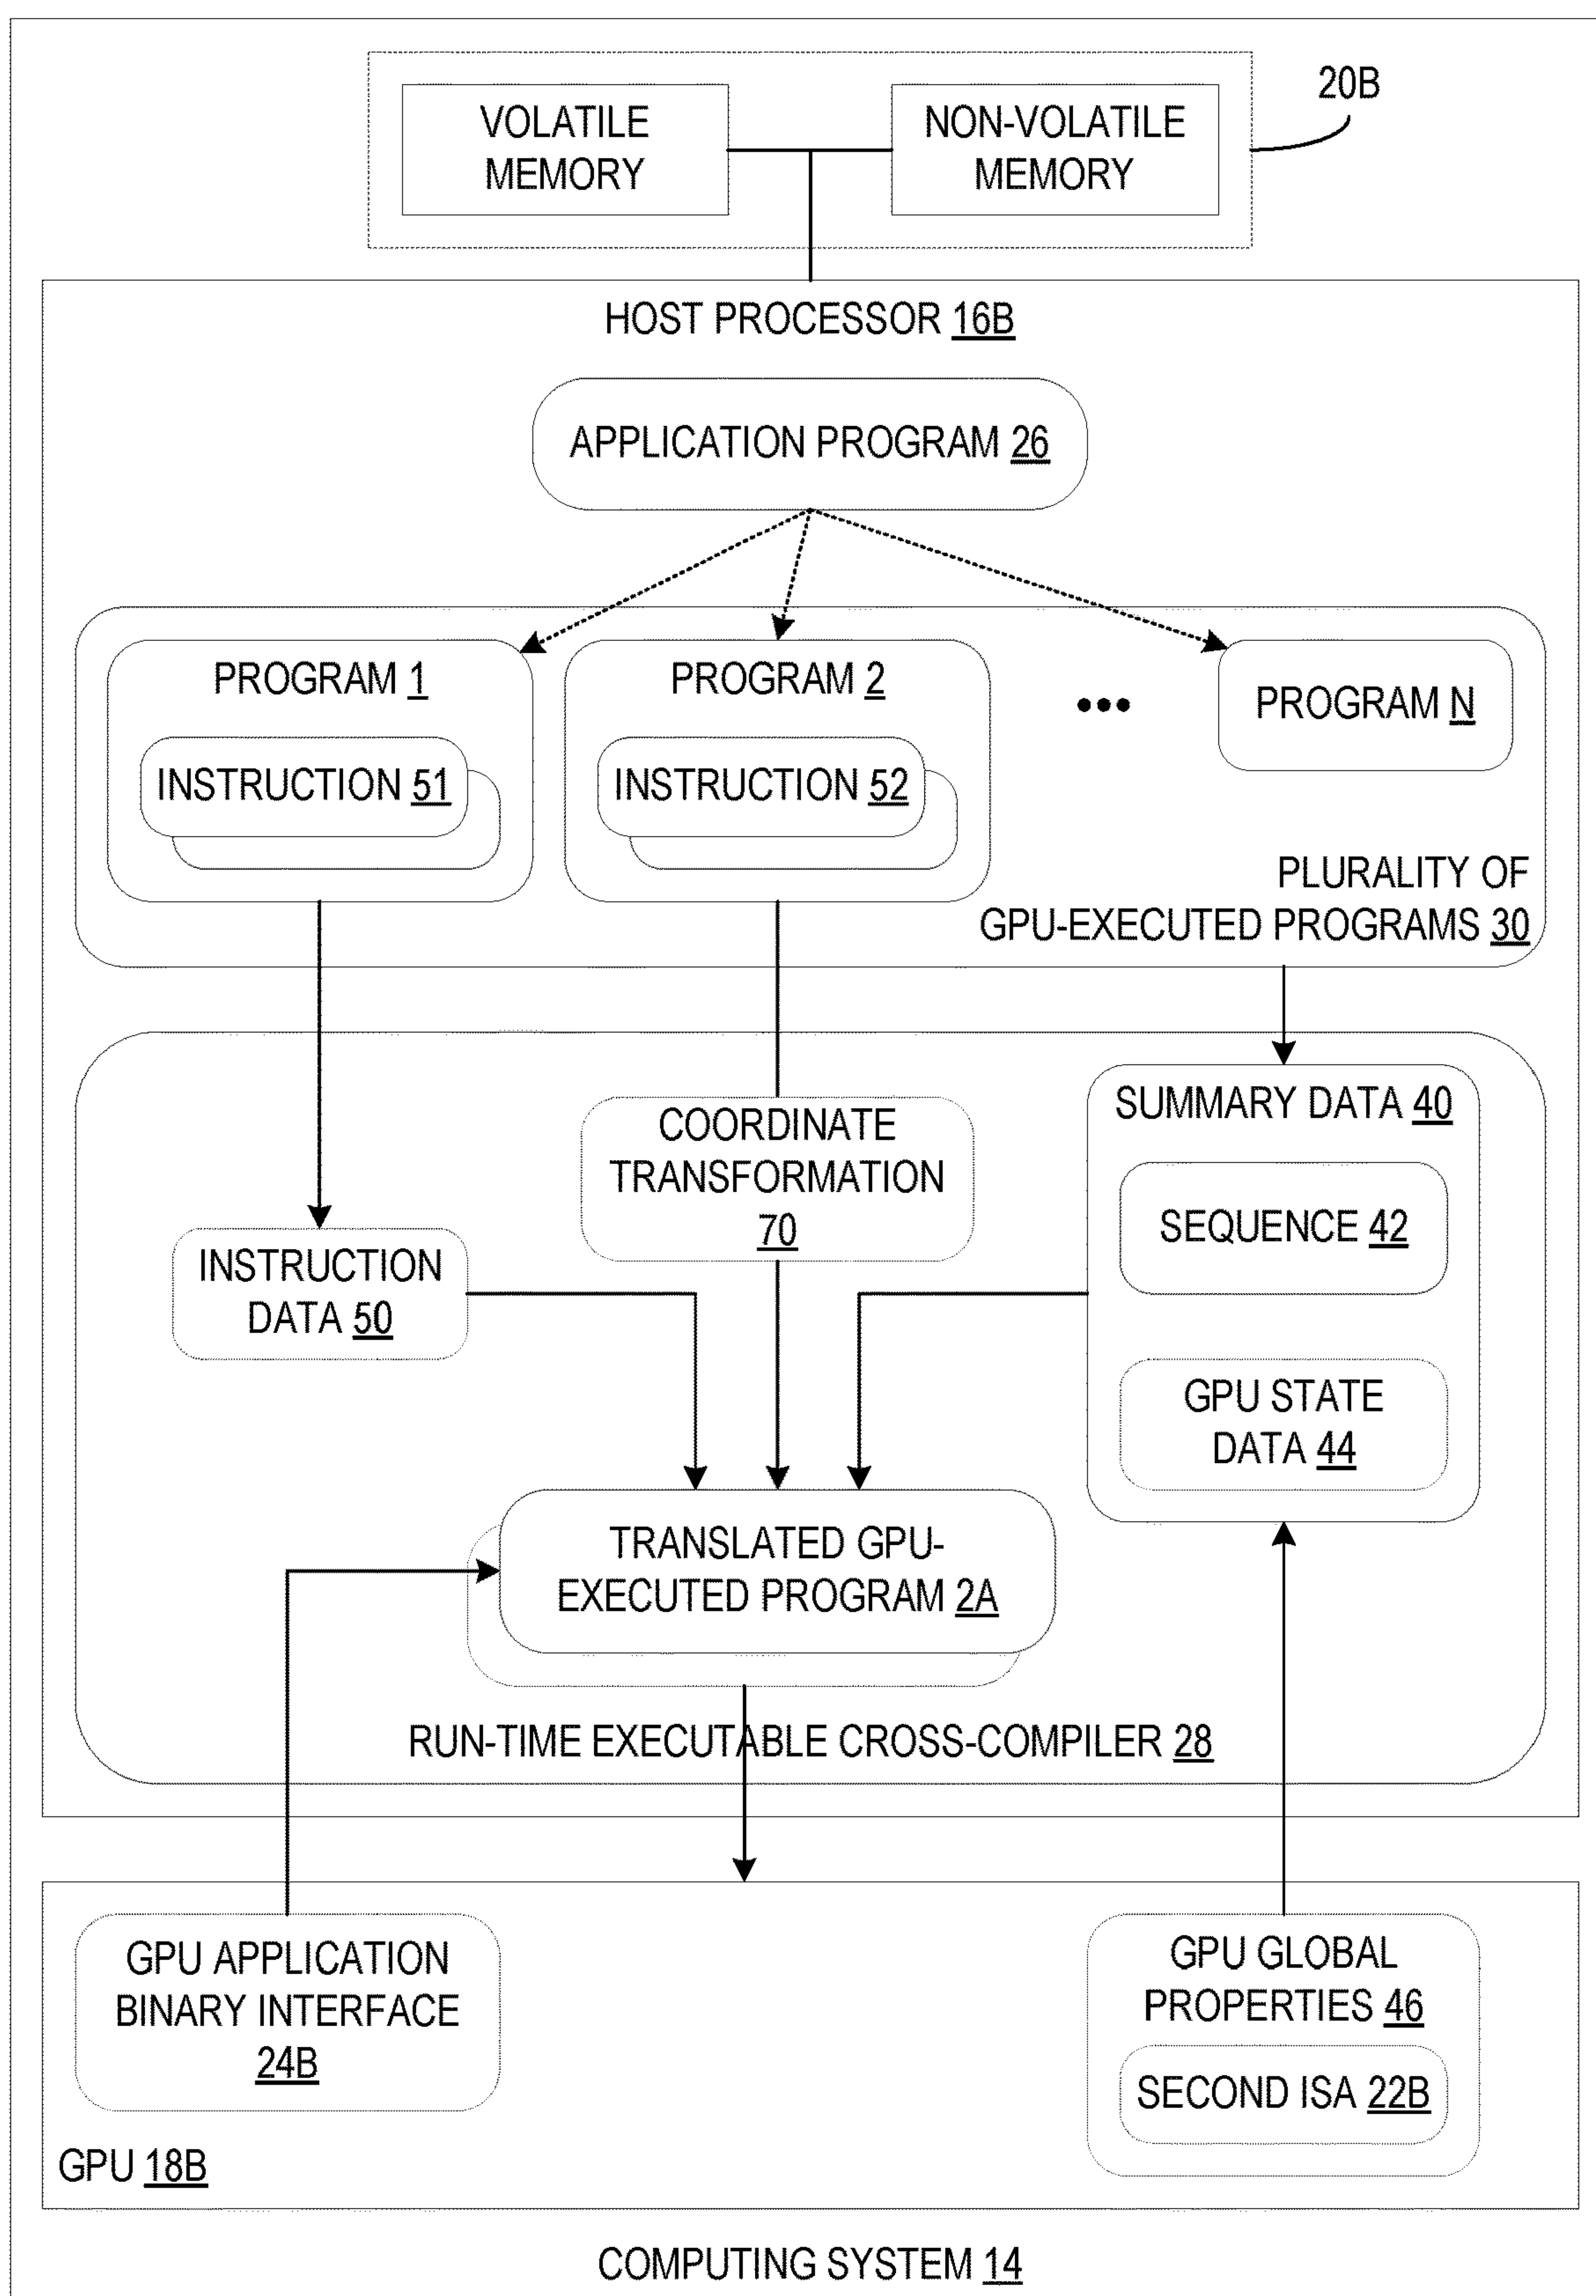 20B
VOLATILE
MEMORY
NON-VOLATILE
MEMORY
HOST PROCESSOR 16B
APPLICATION PROGRAM 26
PROGRAM 1
INSTRUCTION 51
PROGRAM 2
INSTRUCTION 52
•••
PROGRAM N
PLURALITY OF
GPU-EXECUTED PROGRAMS 30
COORDINATE
TRANSFORMATION
70
SUMMARY DATA 40
SEQUENCE 42
GPU STATE
DATA 44
INSTRUCTION
DATA 50
TRANSLATED GPU-
EXECUTED PROGRAM 2A
RUN-TIME EXECUTABLE CROSS-COMPILER 28
GPU APPLICATION
BINARY INTERFACE
24B
GPU GLOBAL
PROPERTIES 46
SECOND ISA 22B
GPU 18B
COMPUTING SYSTEM 14